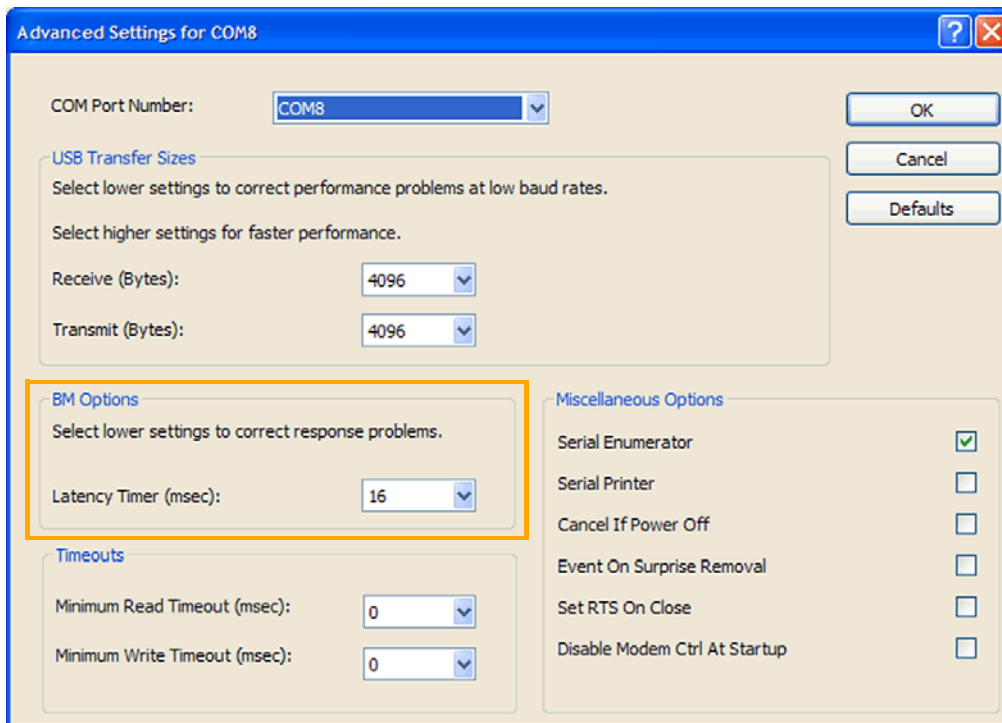 Advanced Settings for COM8
COM Port Number: COM8
OK
USB Transfer Sizes
Cancel
Select lower settings to correct performance problems at low baud rates.
Defaults
Select higher settings for faster performance.
Receive (Bytes): 4096
Transmit (Bytes): 4096
BM Options
Select lower settings to correct response problems.
Latency Timer (msec): 16
Timeouts
Minimum Read Timeout (msec): 0
Minimum Write Timeout (msec): 0
Miscellaneous Options
Serial Enumerator
Serial Printer
Cancel If Power Off
Event On Surprise Removal
Set RTS On Close
Disable Modem Ctrl At Startup